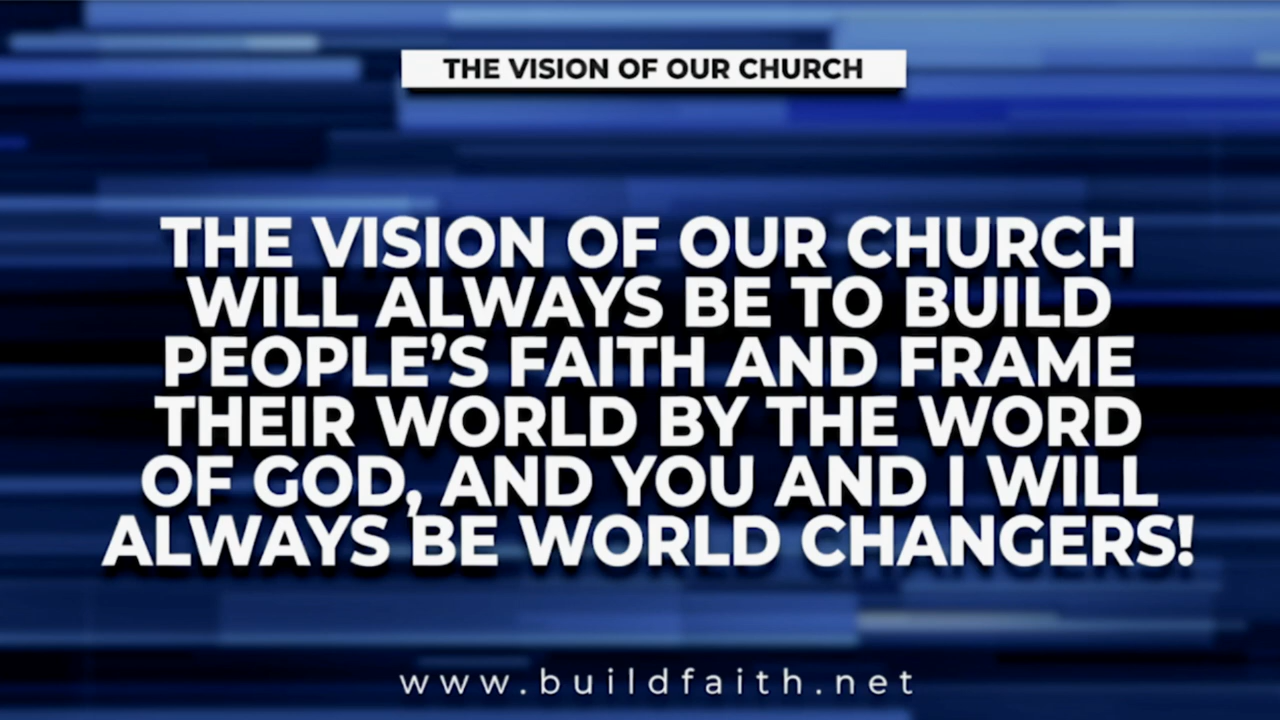 THE VISION OF OUR CHURCH
THE VISION OF OUR CHURCH
WILL ALWAYS BE TO BUILD
PEOPLE’S FAITH AND FRAME
THEIR WORLD BY THE WORD
OF GOD, AND YOU AND I WILL
ALWAYS BE WORLD CHANGERS!
www.buildfaith.net